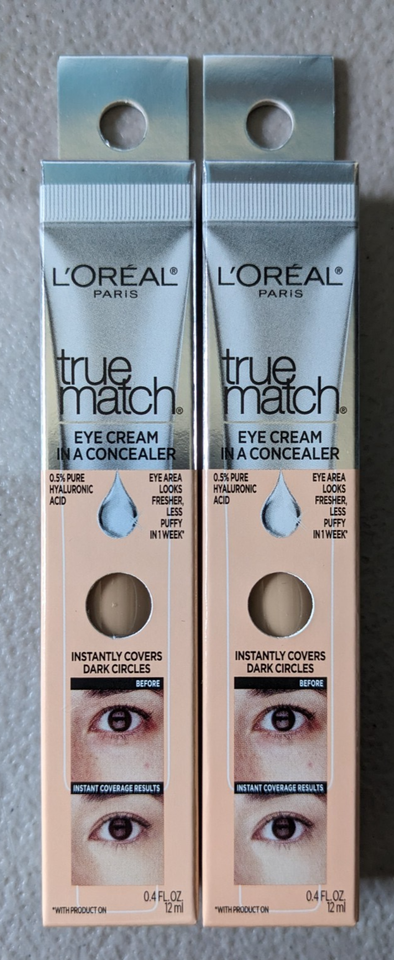 L'ORÉAL®
PARIS
true
match®
EYE CREAM
IN A CONCEALER
0.5% PURE
HYALURONIC
ACID
EYE AREA
LOOKS
FRESHER,
LESS
PUFFY
IN 1 WEEK*
INSTANTLY COVERS
DARK CIRCLES
BEFORE
INSTANT COVERAGE RESULTS
0.4 FL.OZ.
12 ml
*WITH PRODUCT ON
L'ORÉAL®
PARIS
true
match®
EYE CREAM
IN A CONCEALER
0.5% PURE
HYALURONIC
ACID
EYE AREA
LOOKS
FRESHER,
LESS
PUFFY
IN 1 WEEK*
INSTANTLY COVERS
DARK CIRCLES
BEFORE
INSTANT COVERAGE RESULTS
0.4 FL.OZ.
12 ml
*WITH PRODUCT ON